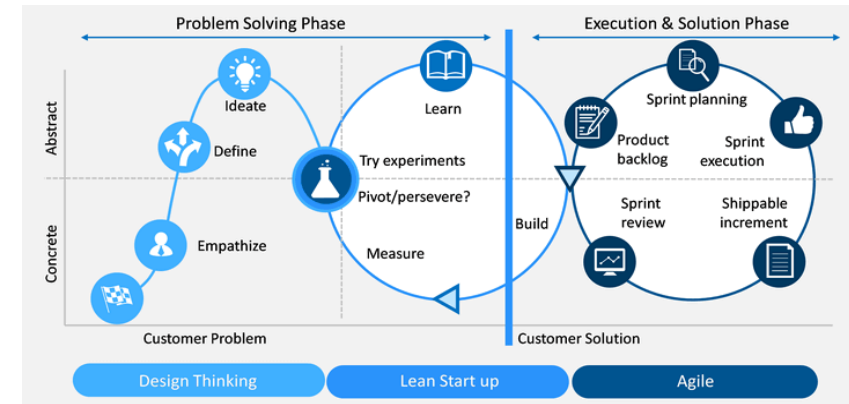 Problem Solving Phase
Execution & Solution Phase
Abstract
Concrete
Ideate
Define
Empathize
Learn
Try experiments
Pivot/persevere?
Measure
Build
Sprint planning
Product
backlog
Sprint
execution
Sprint
review
Shippable
increment
Customer Problem
Customer Solution
Design Thinking
Lean Start up
Agile